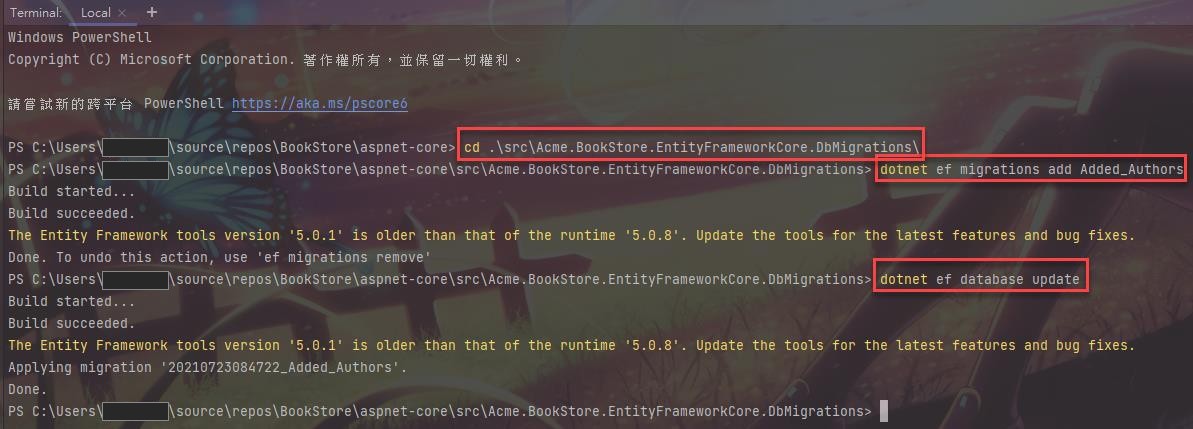 Terminal: Local × +
Windows PowerShell
Copyright (C) Microsoft Corporation. 著作權所有，並保留一切權利。
請嘗試新的跨平台 PowerShell https://aka.ms/pscore6
PS C:\Users\ \source\repos\BookStore\aspnet-core> cd .\src\Acme.BookStore.EntityFrameworkCore.DbMigrations\
PS C:\Users\ \source\repos\BookStore\aspnet-core\src\Acme.BookStore.EntityFrameworkCore.DbMigrations> dotnet ef migrations add Added_Authors
Build started...
Build succeeded.
The Entity Framework tools version '5.0.1' is older than that of the runtime '5.0.8'. Update the tools for the latest features and bug fixes.
Done. To undo this action, use 'ef migrations remove'
PS C:\Users\ \source\repos\BookStore\aspnet-core\src\Acme.BookStore.EntityFrameworkCore.DbMigrations> dotnet ef database update
Build started...
Build succeeded.
The Entity Framework tools version '5.0.1' is older than that of the runtime '5.0.8'. Update the tools for the latest features and bug fixes.
Applying migration '20210723084722_Added_Authors'.
Done.
PS C:\Users\ \source\repos\BookStore\aspnet-core\src\Acme.BookStore.EntityFrameworkCore.DbMigrations>